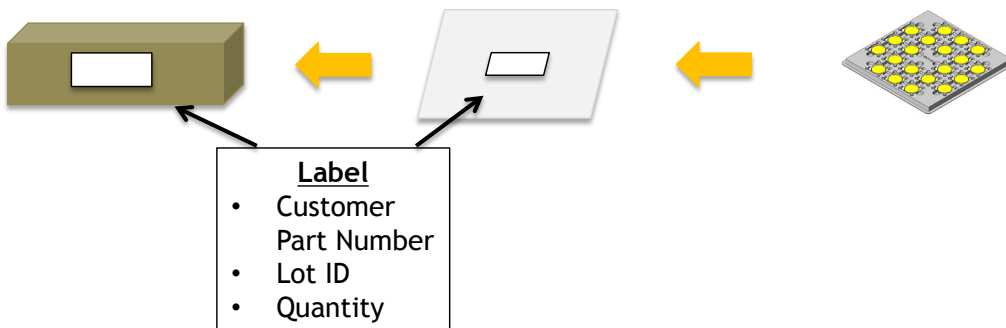 Label
• Customer
Part Number
• Lot ID
• Quantity